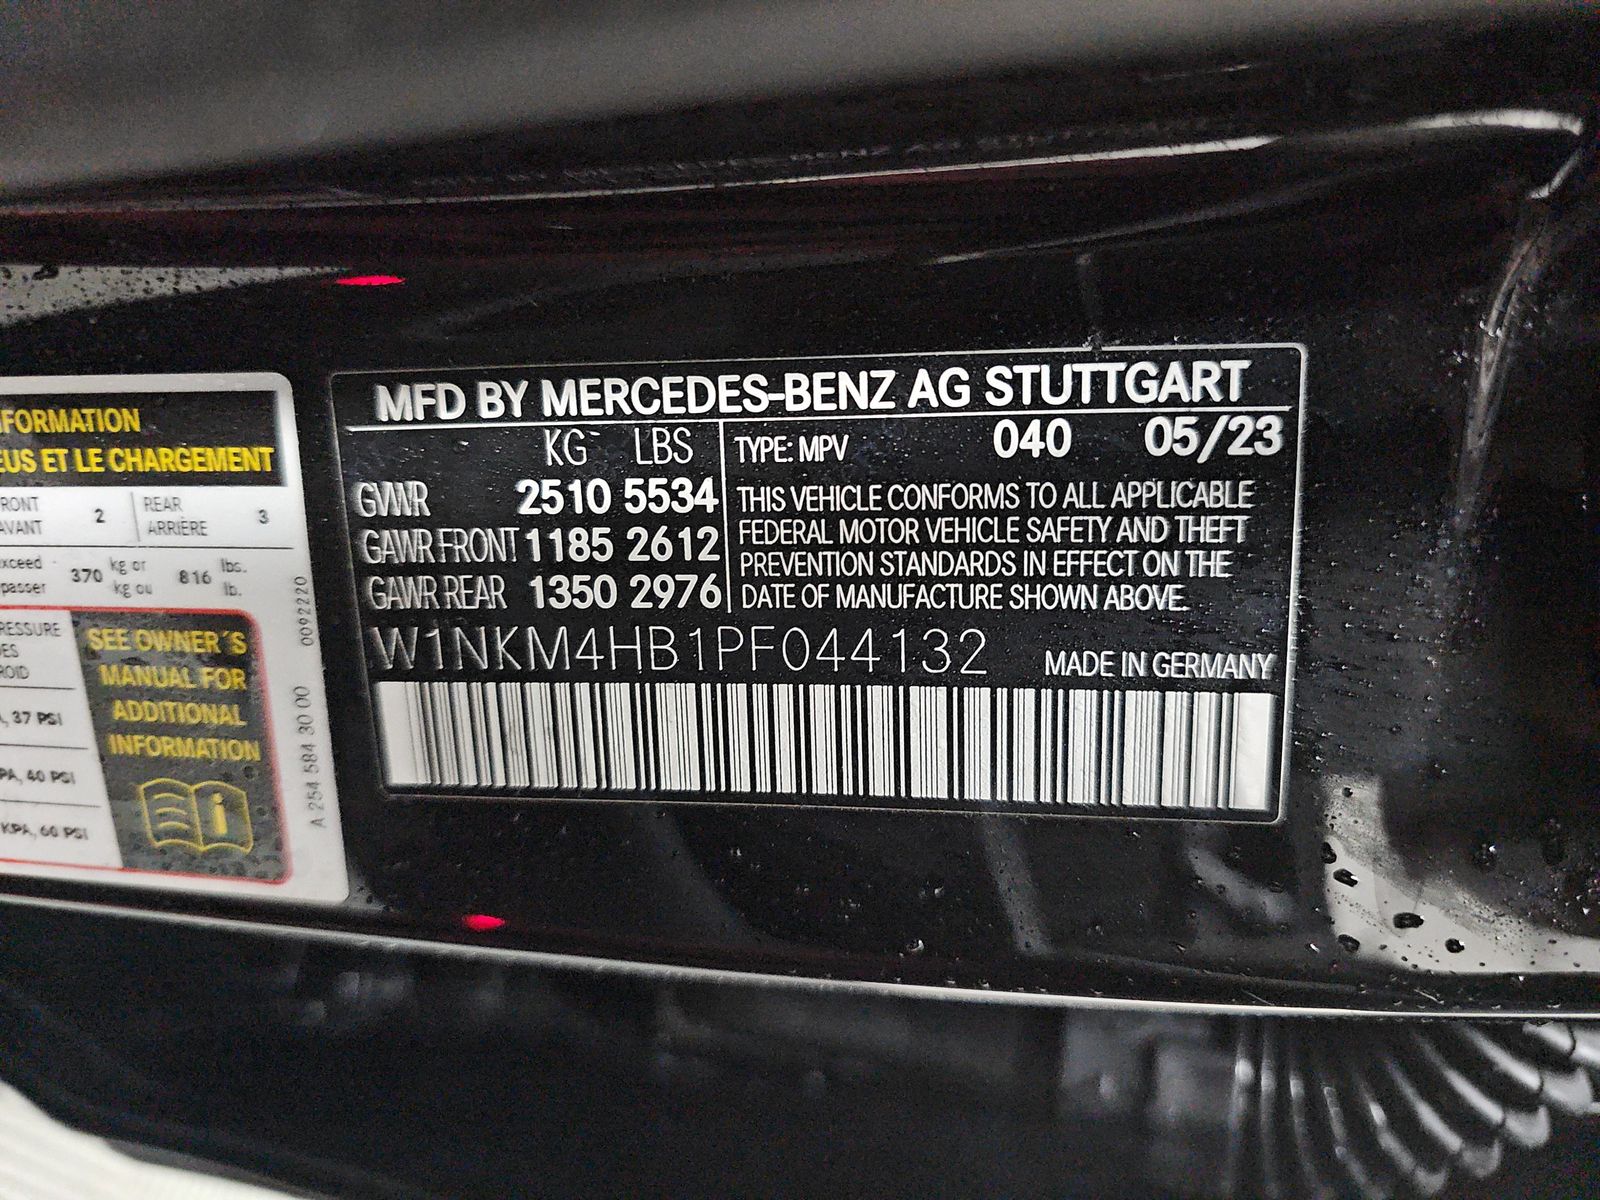 NFORMATION
EUS ET LE CHARGEMENT
RONT
AVANT
2
REAR
ARRIÈRE
3
xceed
passer
370
kg or
kg ou
816
lbs.
lb.
RESSURE
ES
ROID
, 37 PSI
PA, 40 PSI
KPA, 60 PSI
SEE OWNER´S
MANUAL FOR
ADDITIONAL
INFORMATION
i
0092220
A 254 584 30 00
MFD BY MERCEDES-BENZ AG STUTTGART
KG LBS
GVWR 2510 5534
GAWR FRONT 1185 2612
GAWR REAR 1350 2976
TYPE: MPV 040 05/23
THIS VEHICLE CONFORMS TO ALL APPLICABLE
FEDERAL MOTOR VEHICLE SAFETY AND THEFT
PREVENTION STANDARDS IN EFFECT ON THE
DATE OF MANUFACTURE SHOWN ABOVE.
W1NKM4HB1PF044132
MADE IN GERMANY